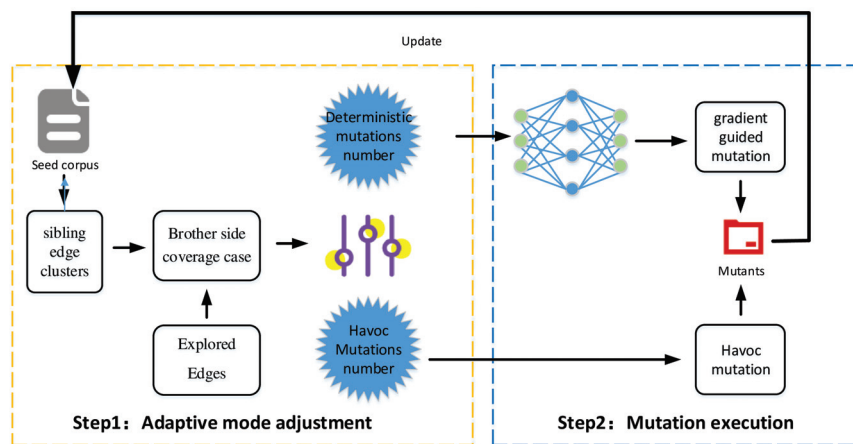 Update
Seed corpus
sibling
edge
clusters
Brother side
coverage case
Explored
Edges
Deterministic
mutations
number
Havoc
Mutations
number
Step1：Adaptive mode adjustment
gradient
guided
mutation
Mutants
Havoc
mutation
Step2：Mutation execution